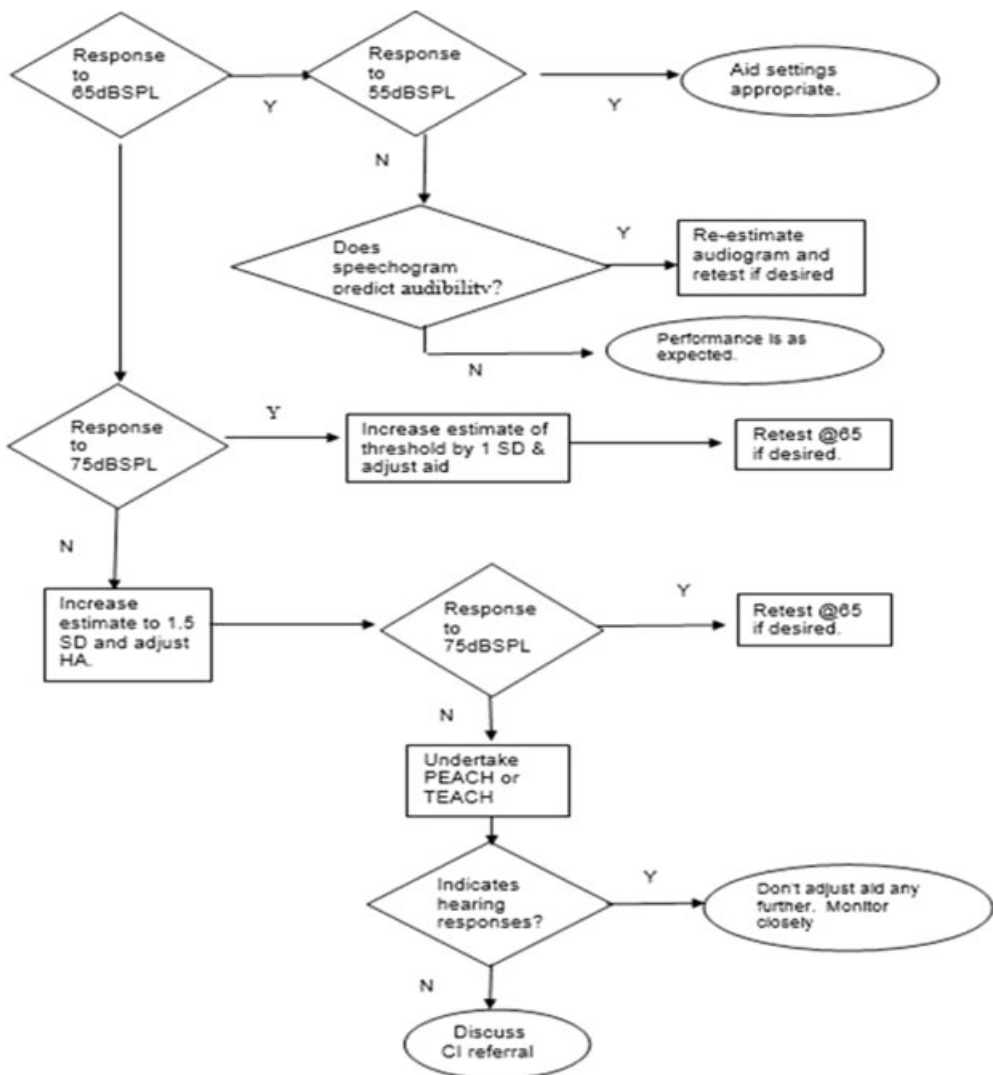 Response
to
65dBSPL
Y
Response
to
55dBSPL
Y
Aid settings
appropriate.
N
Does
speechogram
predict audibility?
Y
Re-estimate
audiogram and
retest if desired
N
Performance is as
expected.
Response
to
75dBSPL
Y
Increase estimate of
threshold by 1 SD &
adjust aid
Retest @65
if desired.
N
Increase
estimate to 1.5
SD and adjust
HA.
Response
to
75dBSPL
Y
Retest @65
if desired.
N
Undertake
PEACH or
TEACH
Indicates
hearing
responses?
Y
Don't adjust aid any
further. Monitor
closely
N
Discuss
CI referral